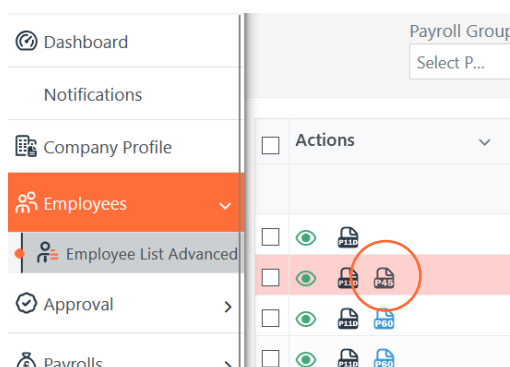 Dashboard
Notifications
Company Profile
Employees
Employee List Advanced
Approval
Payrolls
Payroll Group
Select P...
Actions
P11D
P11D P45
P11D P60
P11D P60